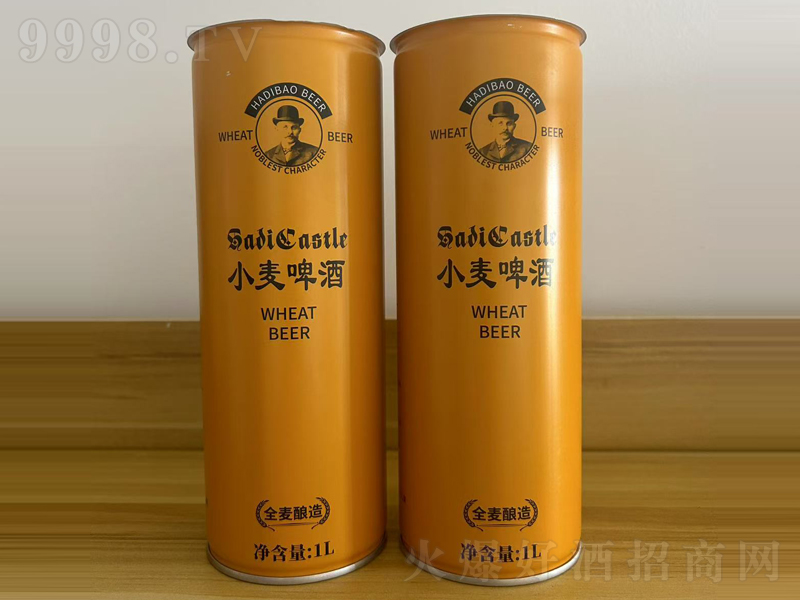 9998.TV
HADIBAO BEER
WHEAT BEER
NOBLEST CHARACTER
HadiCastle
小麦啤酒
WHEAT
BEER
全麦酿造
净含量:1L
HADIBAO BEER
WHEAT BEER
NOBLEST CHARACTER
HadiCastle
小麦啤酒
WHEAT
BEER
全麦酿造
净含量:1L
火爆好酒招商网